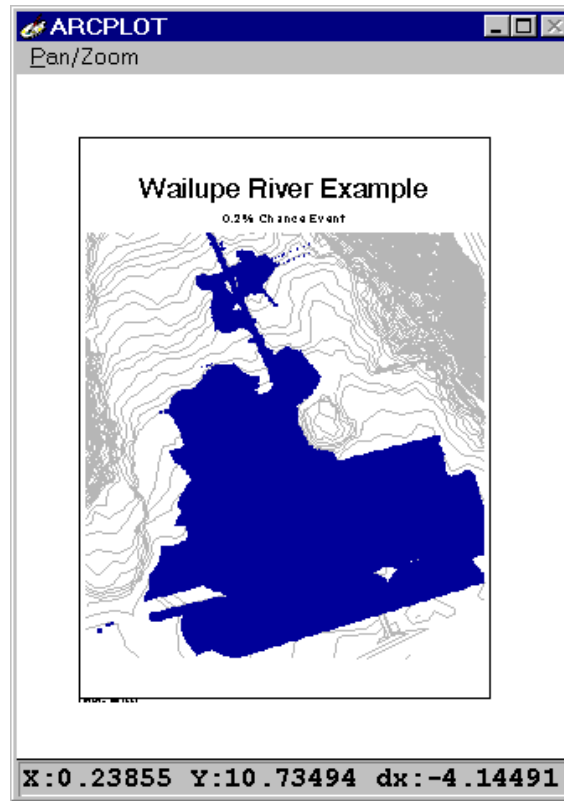 ARCPLOT
Pan/Zoom
Wailupe River Example
0.2% Chance Event
X:0.23855 Y:10.73494 dx:-4.14491